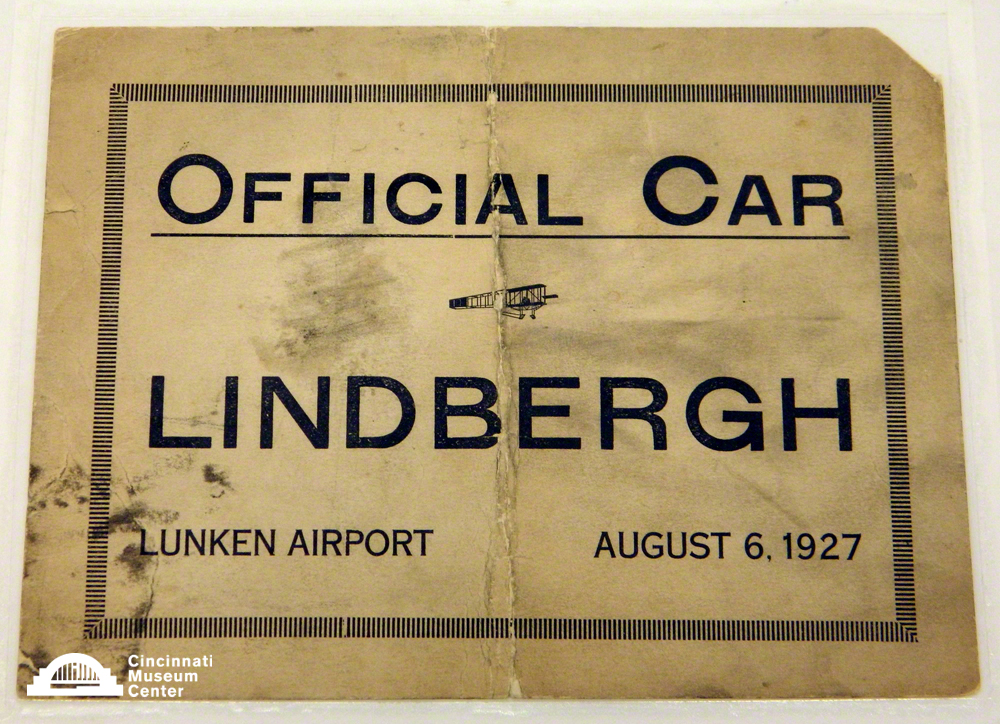 OFFICIAL CAR
LINDBERGH
LUNKEN AIRPORT AUGUST 6, 1927
Cincinnati
Museum
Center